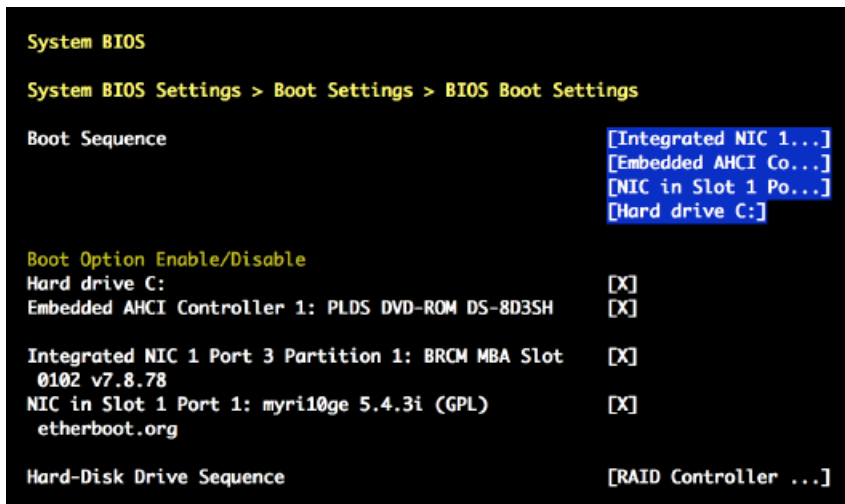 System BIOS
System BIOS Settings > Boot Settings > BIOS Boot Settings
Boot Sequence [Integrated NIC 1...]
[Embedded AHCI Co...]
[NIC in Slot 1 Po...]
[Hard drive C:]
Boot Option Enable/Disable
Hard drive C: [X]
Embedded AHCI Controller 1: PLDS DVD-ROM DS-8D3SH [X]
Integrated NIC 1 Port 3 Partition 1: BRCM MBA Slot [X]
0102 v7.8.78
NIC in Slot 1 Port 1: myri10ge 5.4.3i (GPL) [X]
etherboot.org
Hard-Disk Drive Sequence [RAID Controller ...]